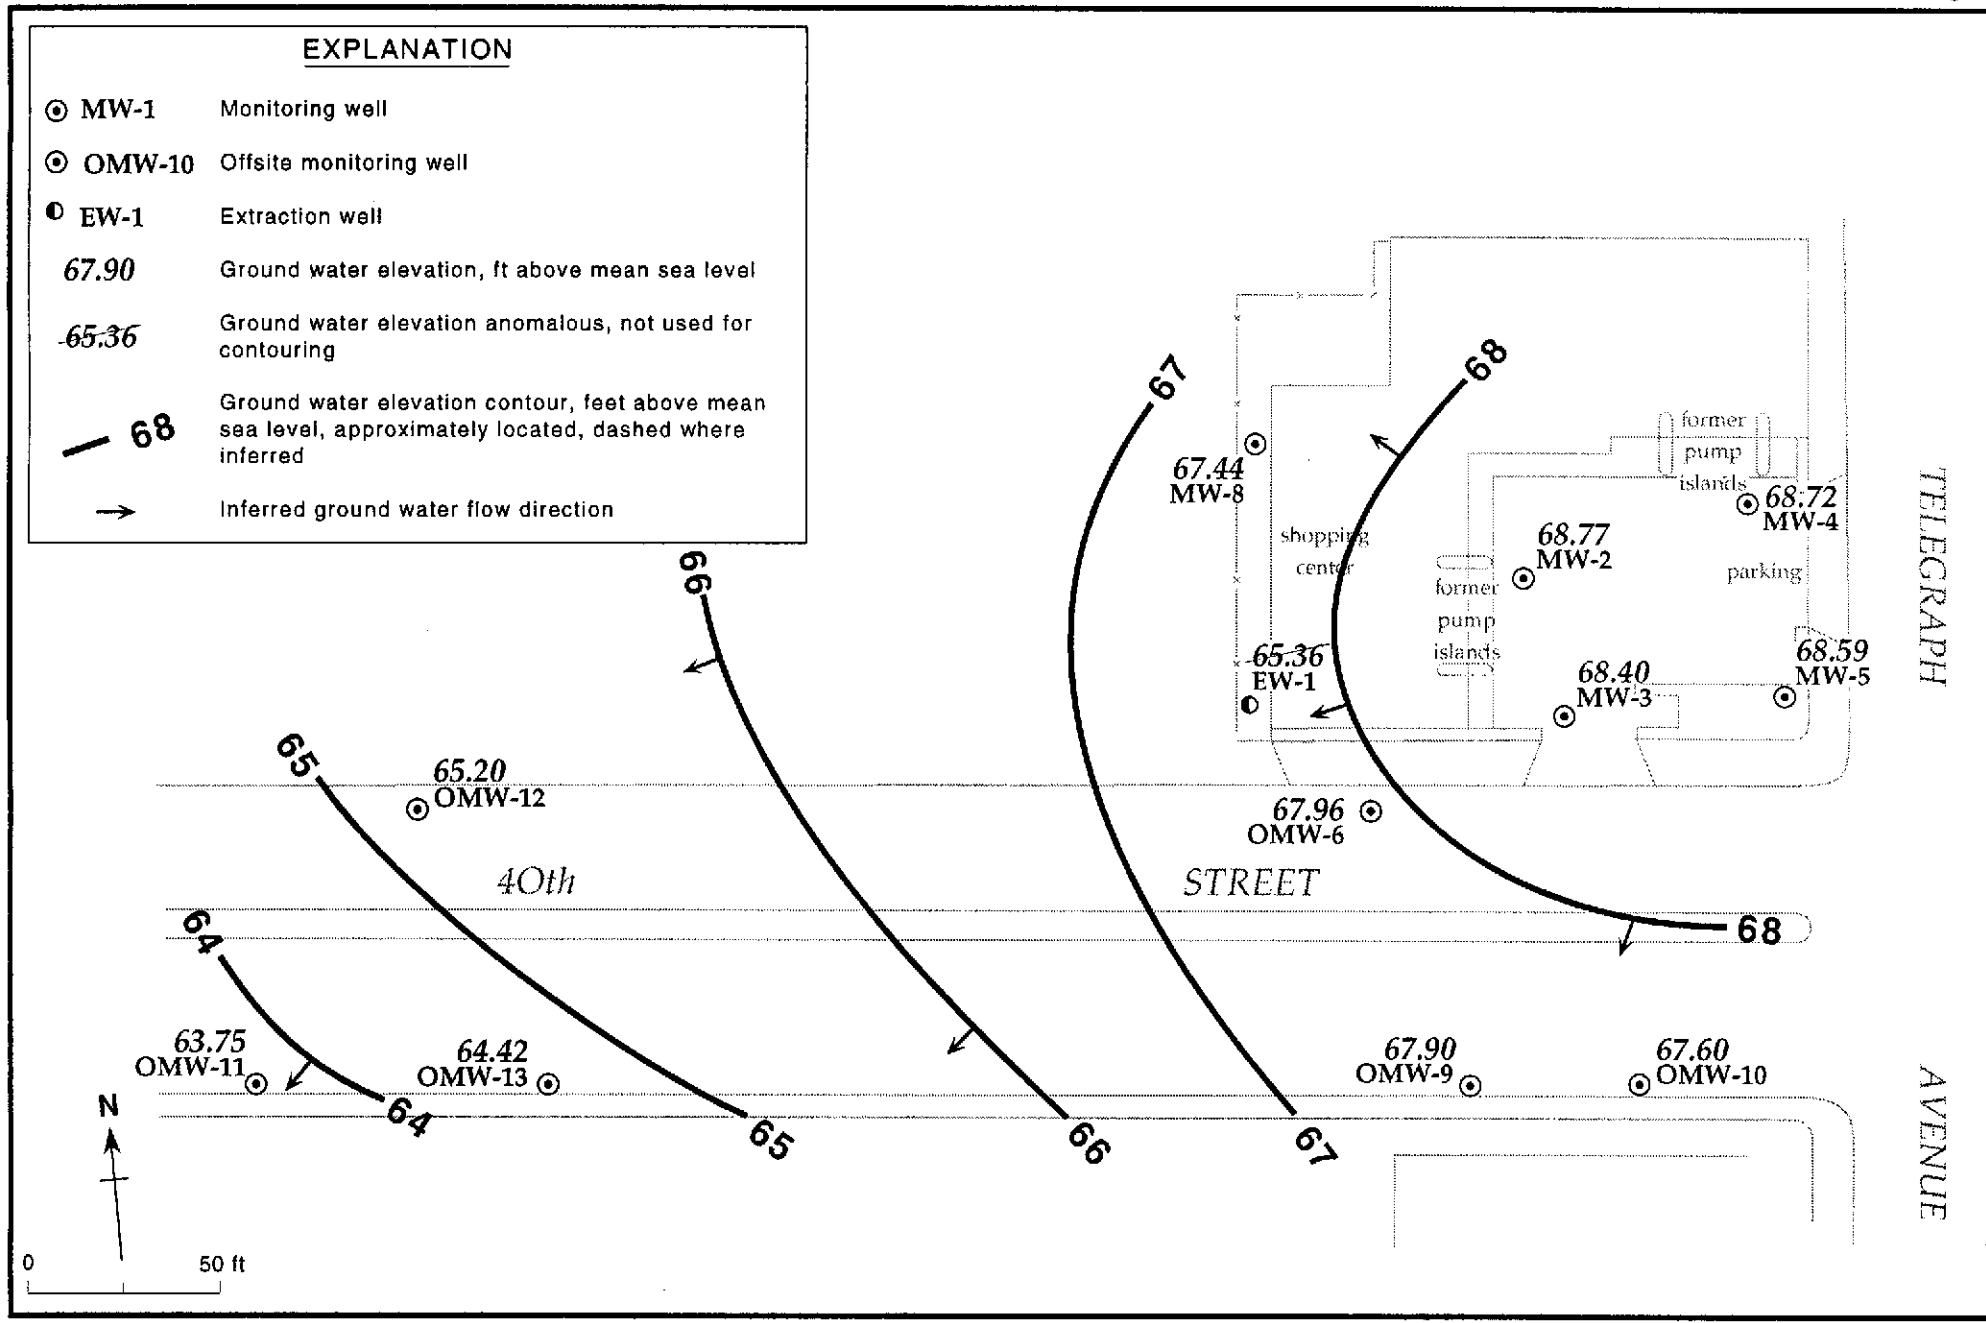 EXPLANATION
MW-1 Monitoring well
OMW-10 Offsite monitoring well
EW-1 Extraction well
67.90 Ground water elevation, ft above mean sea level
65.36 Ground water elevation anomalous, not used for
contouring
68 Ground water elevation contour, feet above mean
sea level, approximately located, dashed where
inferred
Inferred ground water flow direction
67
68
former
pump
islands
67.44
MW-8
68.72
MW-4
68.77
MW-2
shopping
center
parking
former
pump
islands
66
65.36
EW-1
68.59
MW-5
68.40
MW-3
TELEGRAPH
65
65.20
OMW-12
67.96
OMW-6
40th
STREET
64
68
63.75
OMW-11
64.42
OMW-13
67.90
OMW-9
67.60
OMW-10
64
65
66
67
AVENUE
N
0 50 ft